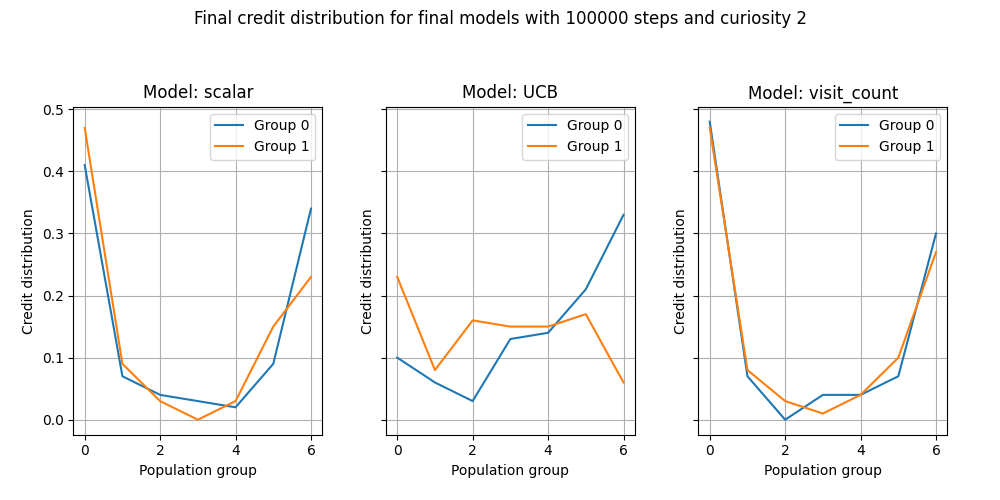 Final credit distribution for final models with 100000 steps and curiosity 2
Model: scalar
Model: UCB
Model: visit_count
Group 0
Group 1
Group 0
Group 1
Group 0
Group 1
0.5
0.4
0.3
0.2
0.1
0.0
Credit distribution
Credit distribution
Credit distribution
0 2 4 6
0 2 4 6
0 2 4 6
Population group
Population group
Population group